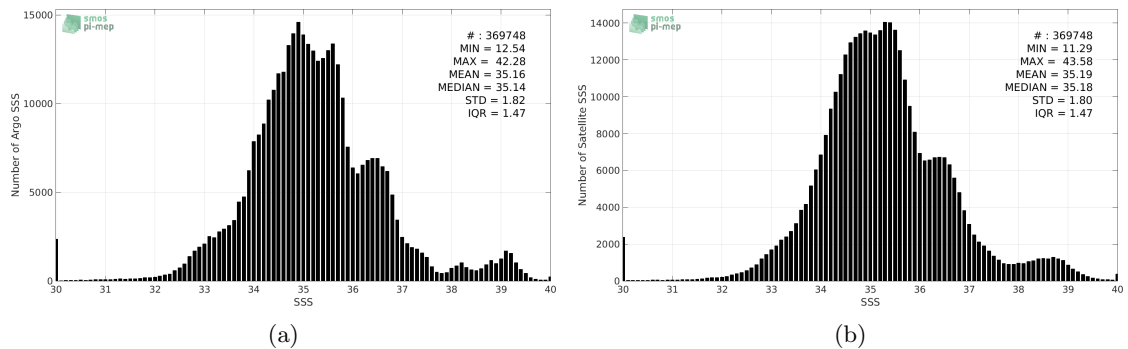 smos
pi-mep
# : 369748
MIN = 12.54
MAX = 42.28
MEAN = 35.16
MEDIAN = 35.14
STD = 1.82
IQR = 1.47
Number of Argo SSS
15000
10000
5000
0
30 31 32 33 34 35 36 37 38 39 40
SSS
(a)
smos
pi-mep
# : 369748
MIN = 11.29
MAX = 43.58
MEAN = 35.19
MEDIAN = 35.18
STD = 1.80
IQR = 1.47
Number of Satellite SSS
14000
12000
10000
8000
6000
4000
2000
0
30 31 32 33 34 35 36 37 38 39 40
SSS
(b)